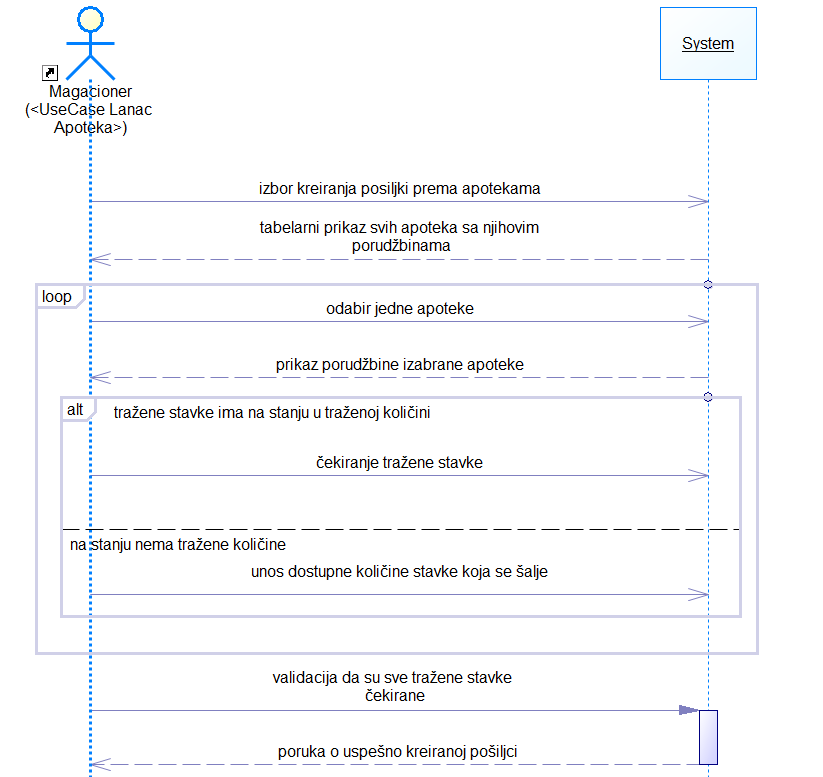 Magacioner
(<UseCase Lanac
Apoteka>)
System
izbor kreiranja posiljki prema apotekama
tabelarni prikaz svih apoteka sa njihovim
porudžbinama
loop
odabir jedne apoteke
prikaz porudžbine izabrane apoteke
alt
tražene stavke ima na stanju u traženoj količini
čekiranje tražene stavke
na stanju nema tražene količine
unos dostupne količine stavke koja se šalje
validacija da su sve tražene stavke
čekirane
poruka o uspešno kreiranoj pošiljci